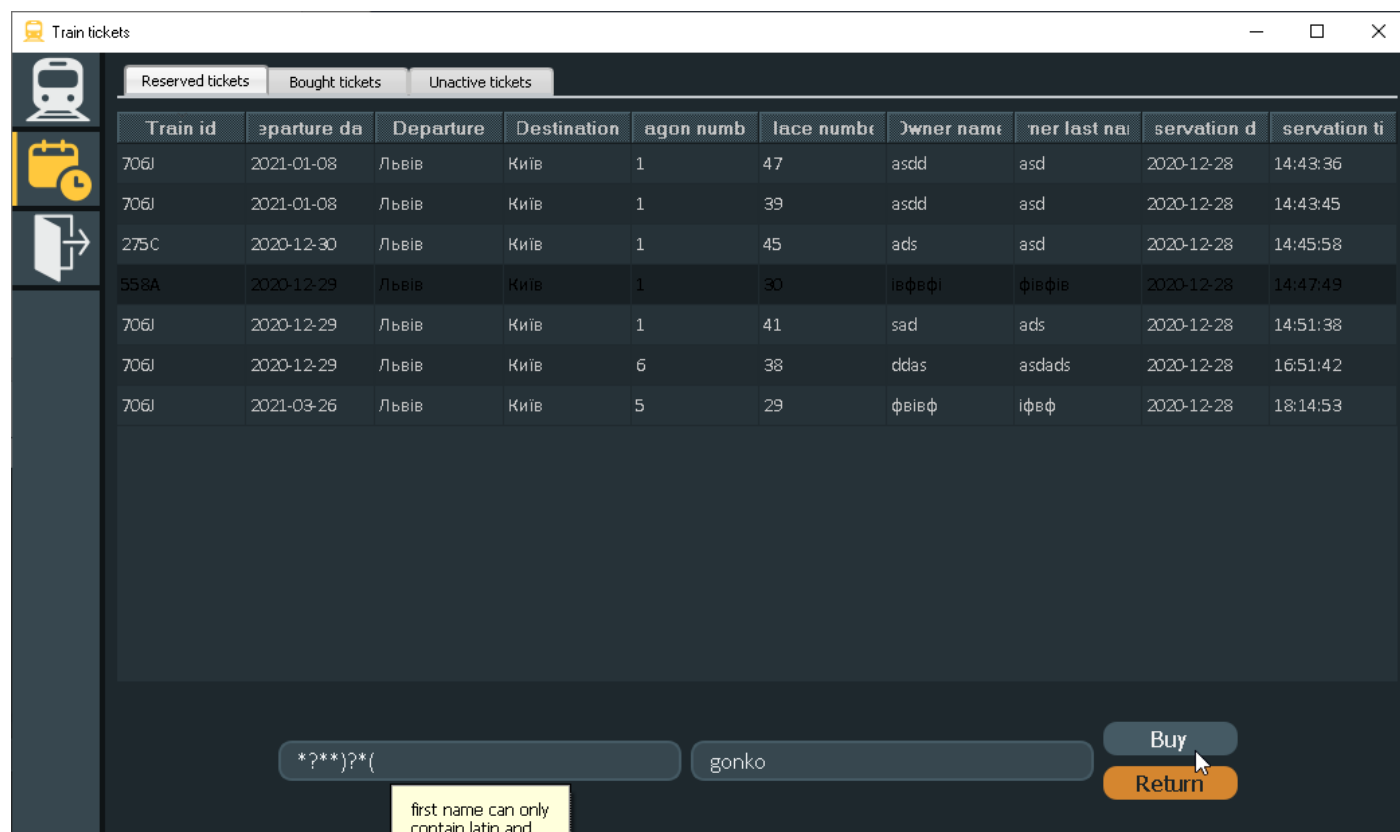 Train tickets
Reserved tickets Bought tickets Unactive tickets
Train id eparture da Departure Destination agon numb lace numbe Owner name ner last nar servation d servation ti
706J 2021-01-08 Львів Київ 1 47 asdd asd 2020-12-28 14:43:36
706J 2021-01-08 Львів Київ 1 39 asdd asd 2020-12-28 14:43:45
275C 2020-12-30 Львів Київ 1 45 ads asd 2020-12-28 14:45:58
558A 2020-12-29 Львів Київ 1 30 івфвфі фівфів 2020-12-28 14:47:49
706J 2020-12-29 Львів Київ 1 41 sad ads 2020-12-28 14:51:38
706J 2020-12-29 Львів Київ 6 38 ddas asdads 2020-12-28 16:51:42
706J 2021-03-26 Львів Київ 5 29 фвівф іфвф 2020-12-28 18:14:53
*?**)?*( gonko Buy
Return
first name can only
contain latin and